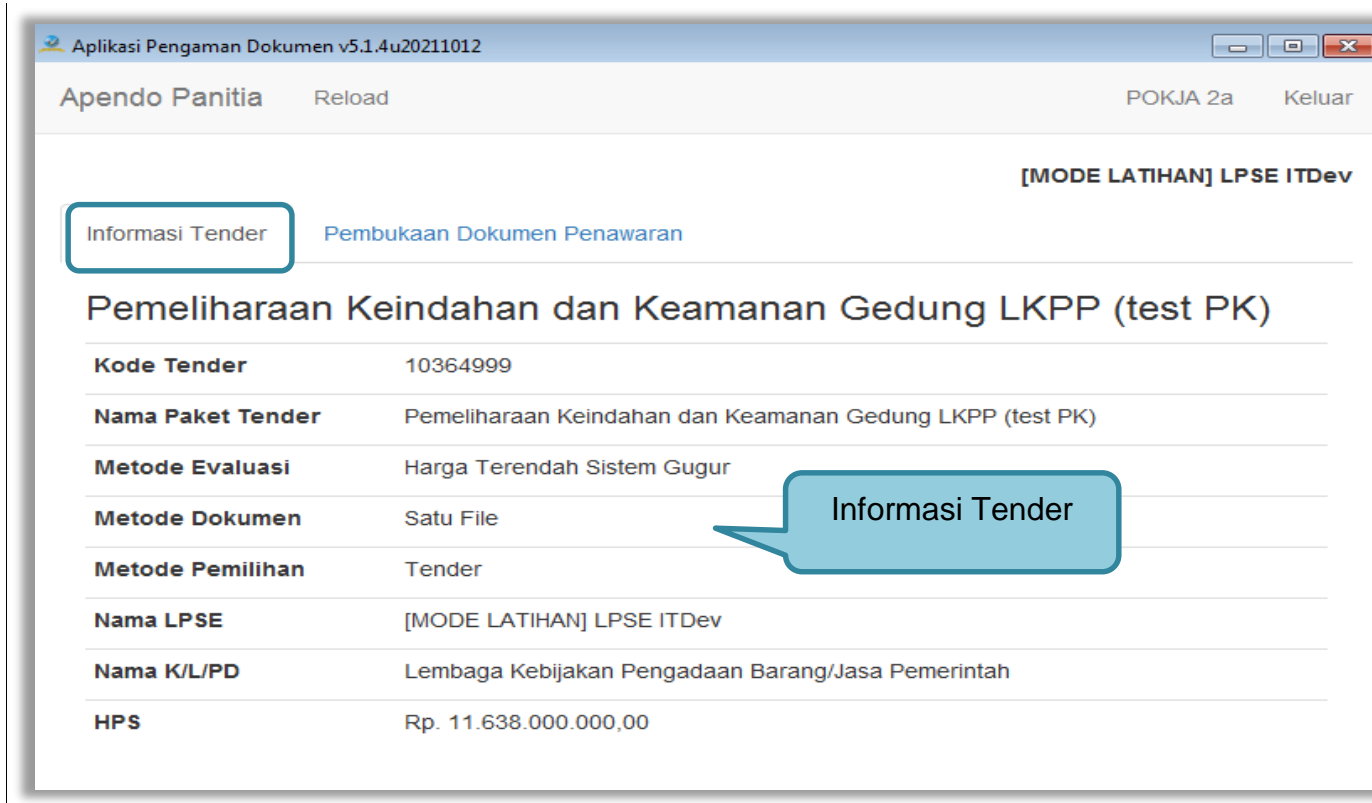 Aplikasi Pengaman Dokumen v5.1.4u20211012
Apendo Panitia Reload POKJA 2a Keluar
[MODE LATIHAN] LPSE ITDev
Informasi Tender Pembukaan Dokumen Penawaran
Pemeliharaan Keindahan dan Keamanan Gedung LKPP (test PK)
Kode Tender 10364999
Nama Paket Tender Pemeliharaan Keindahan dan Keamanan Gedung LKPP (test PK)
Metode Evaluasi Harga Terendah Sistem Gugur
Informasi Tender
Metode Dokumen Satu File
Metode Pemilihan Tender
Nama LPSE [MODE LATIHAN] LPSE ITDev
Nama K/L/PD Lembaga Kebijakan Pengadaan Barang/Jasa Pemerintah
HPS Rp. 11.638.000.000,00